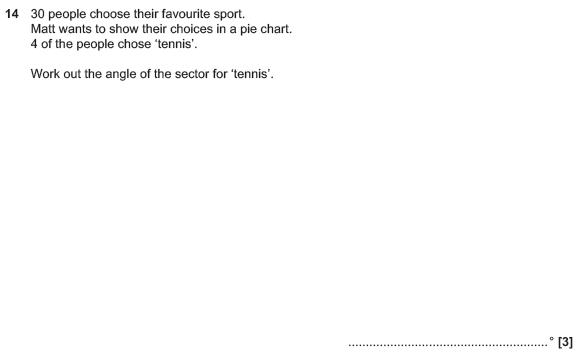 14 30 people choose their favourite sport.
Matt wants to show their choices in a pie chart.
4 of the people chose ‘tennis’.
Work out the angle of the sector for ‘tennis’.
..........................................................° [3]